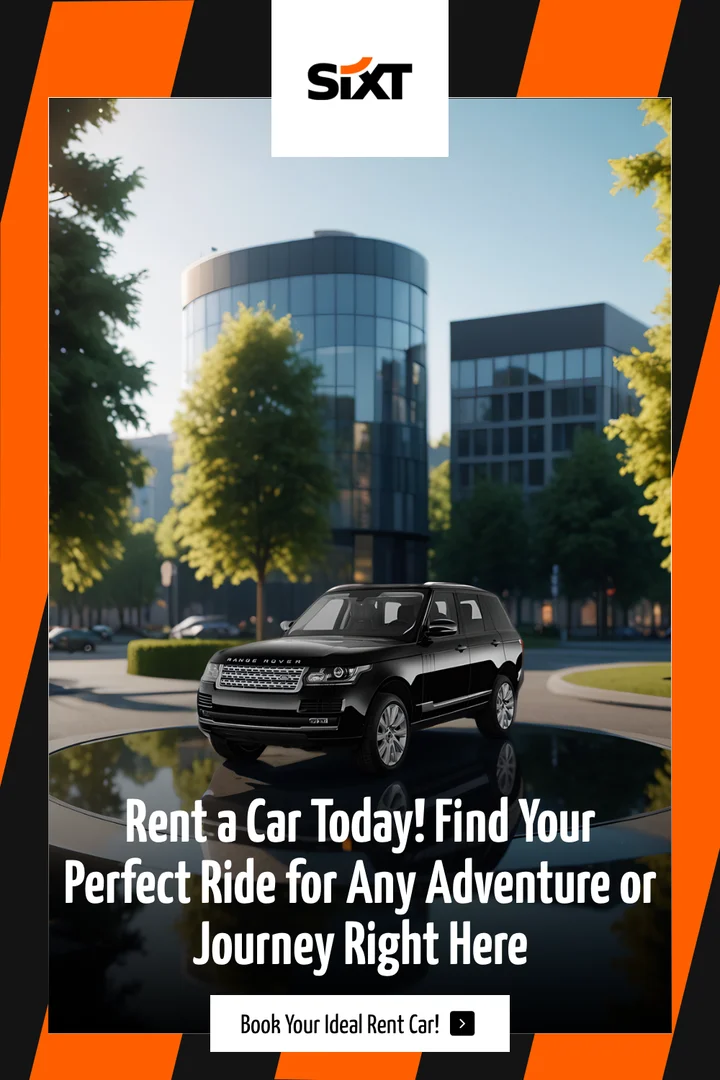 SIXT
RANGE ROVER
Rent a Car Today! Find Your
Perfect Ride for Any Adventure or
Journey Right Here
Book Your Ideal Rent Car!